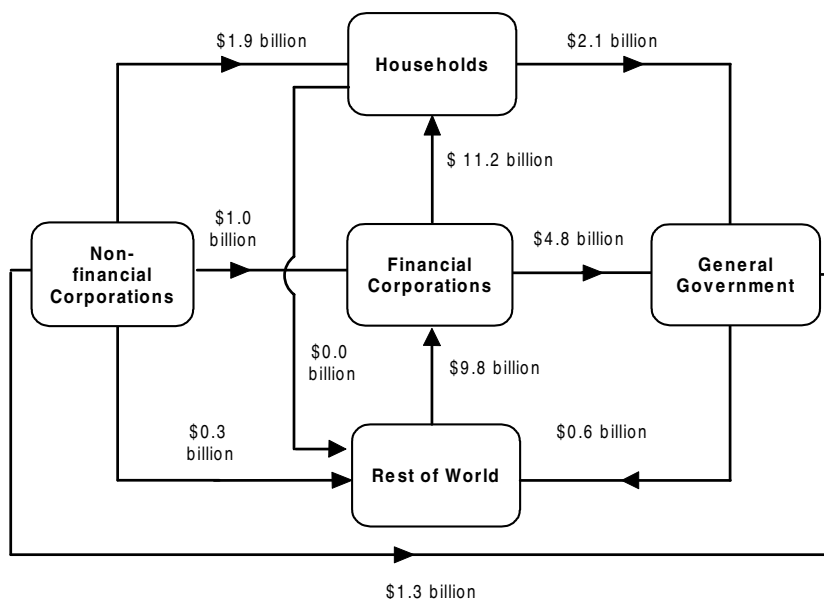 $1.9 billion
Households
$2.1 billion
$ 11.2 billion
$1.0
billion
Non-
financial
Corporations
Financial
Corporations
$4.8 billion
General
Government
$0.0
billion
$9.8 billion
$0.3
billion
Rest of World
$0.6 billion
$1.3 billion